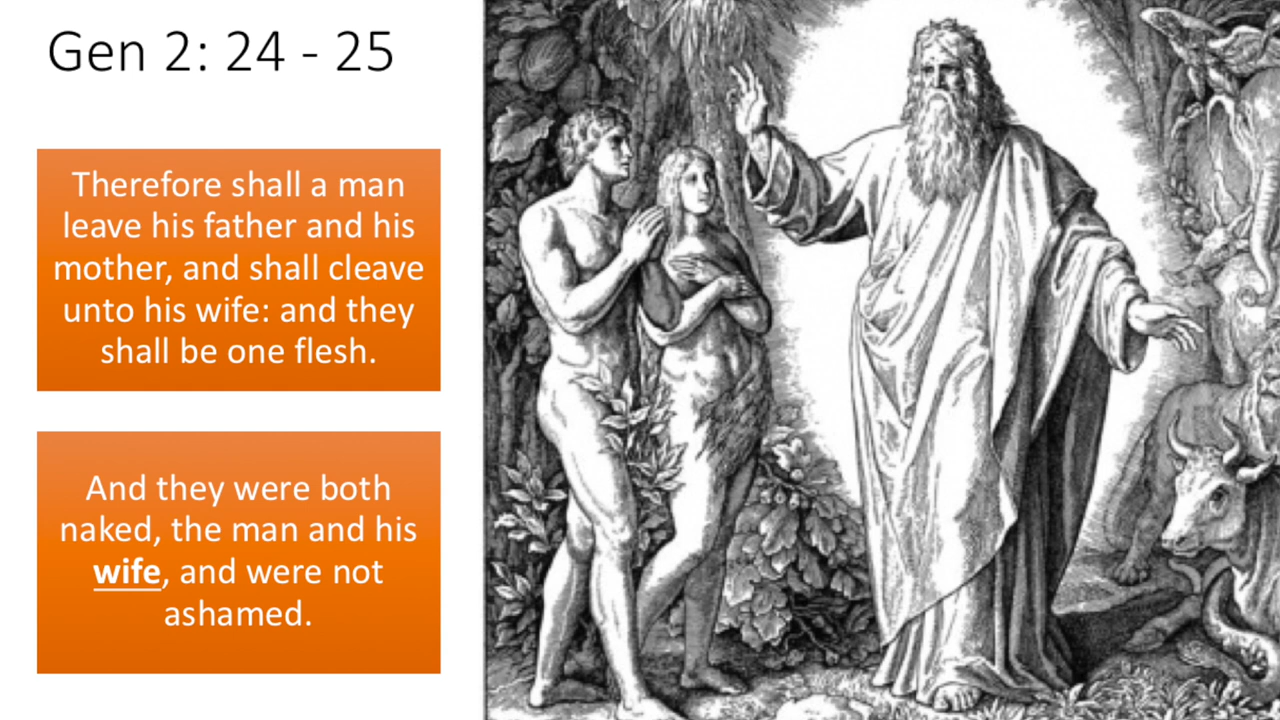 Gen 2: 24 - 25
Therefore shall a man
leave his father and his
mother, and shall cleave
unto his wife: and they
shall be one flesh.
And they were both
naked, the man and his
wife, and were not
ashamed.